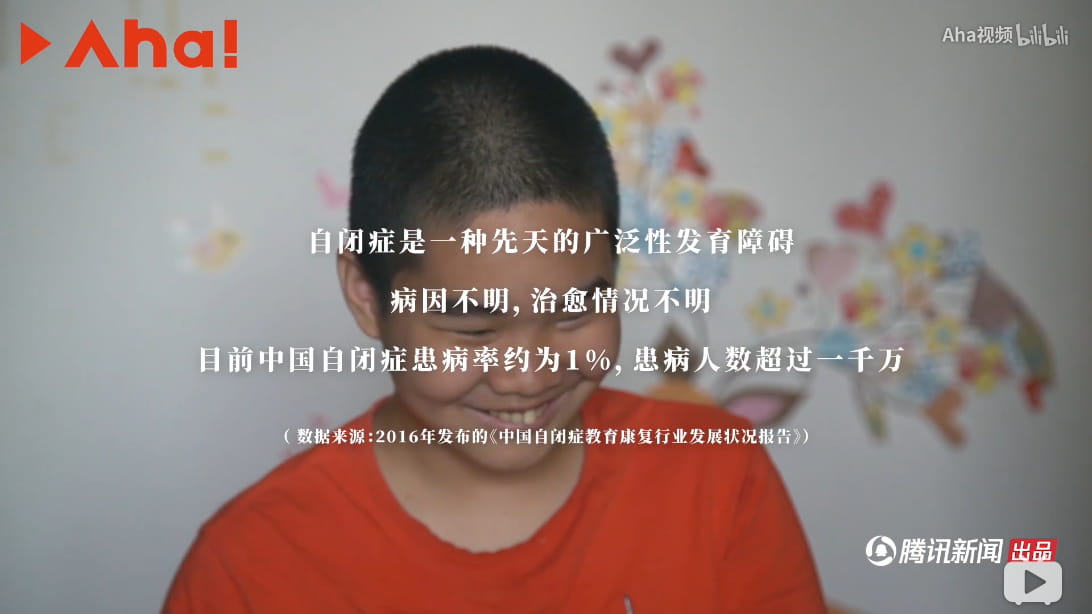 Aha!
Aha视频 bilibili
自闭症是一种先天的广泛性发育障碍
病因不明，治愈情况不明
目前中国自闭症患病率约为1%，患病人数超过一千万
（数据来源：2016年发布的《中国自闭症教育康复行业发展状况报告》）
腾讯新闻 出品